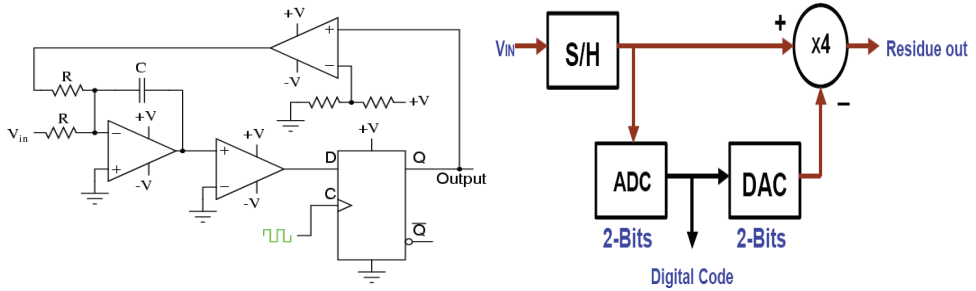 +V
+
−
-V
R
C
+V
R
V_in
−
+V
+
-V
+
+V
−
-V
+V
D
Q
Output
C
Q̅
V_IN
S/H
+
x4
Residue out
−
ADC
DAC
2-Bits
2-Bits
Digital Code